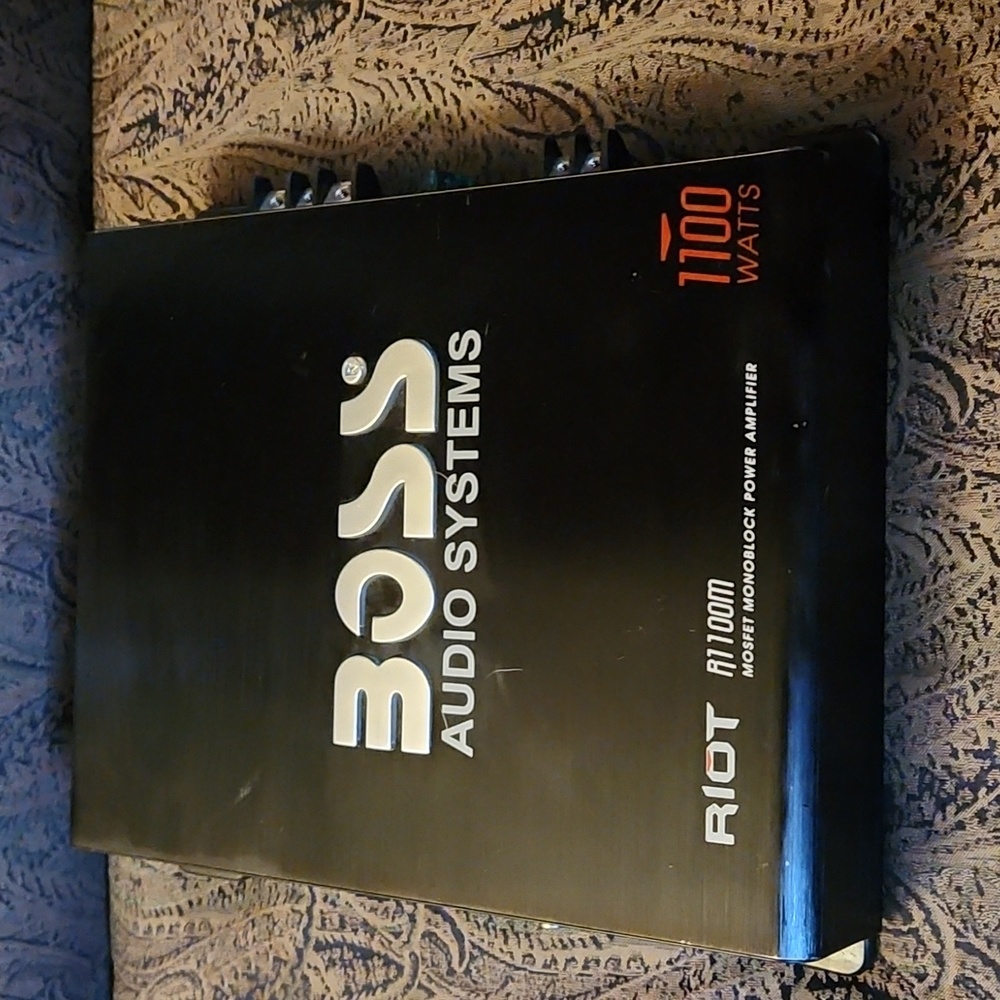 BOSS®
AUDIO SYSTEMS
RIOT R1100M
MOSFET MONOBLOCK POWER AMPLIFIER
1100
WATTS